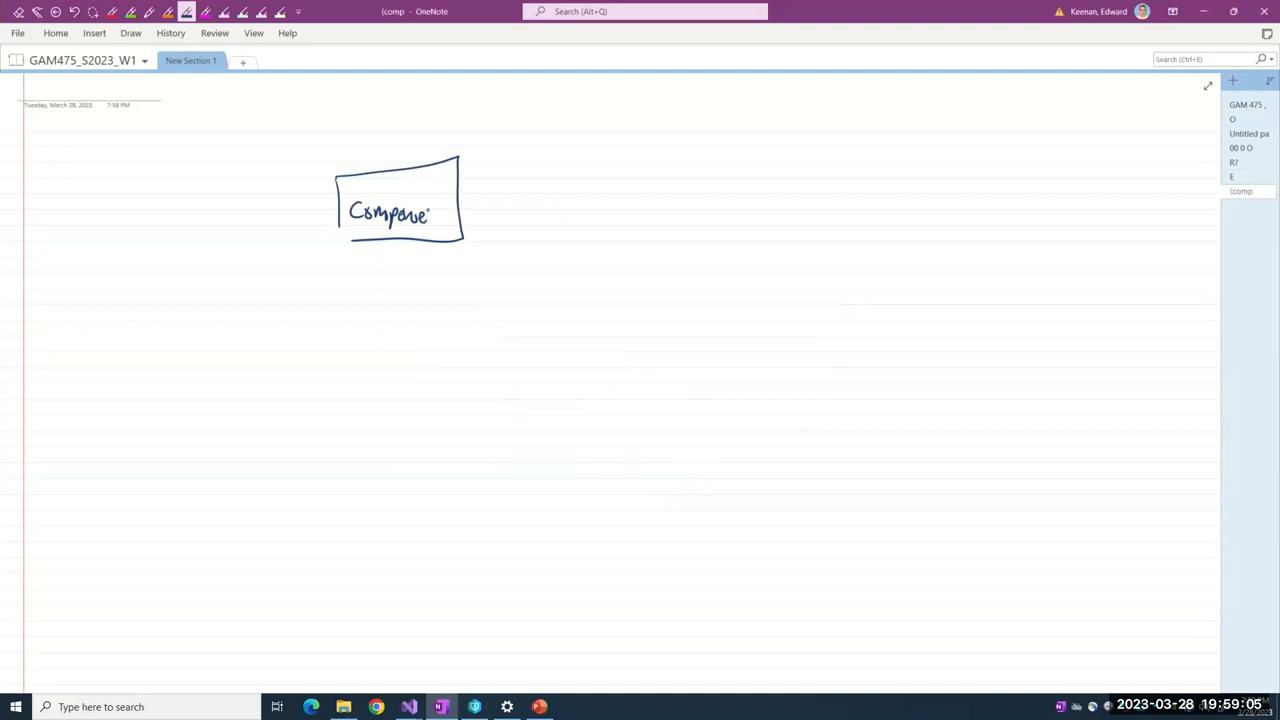 (comp - OneNote
Search (Alt+Q)
Keenan, Edward
File Home Insert Draw History Review View Help
GAM475_S2023_W1
New Section 1
+
Search (Ctrl+E)
Tuesday, March 28, 2023 7:58 PM
GAM 475 ,
O
Untitled pa
00 0 O
R?
E
(comp
Compone
Type here to search
2023-03-28 19:59:05